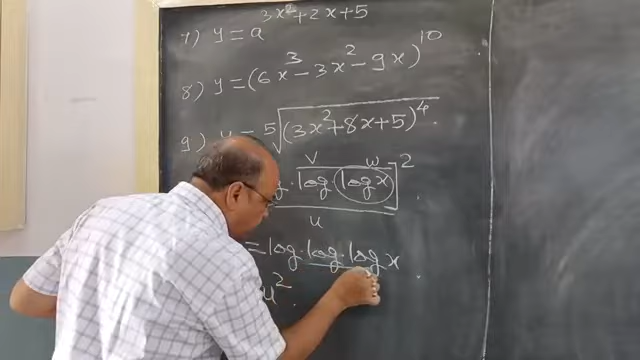 7) y = a^{3x²+2x+5}
8) y = (6x³ - 3x² - 9x)^{10}
9) y = ⁵√(3x²+8x+5)⁴
v w
log. log (log x)]²
u
= log. log. log x
u².